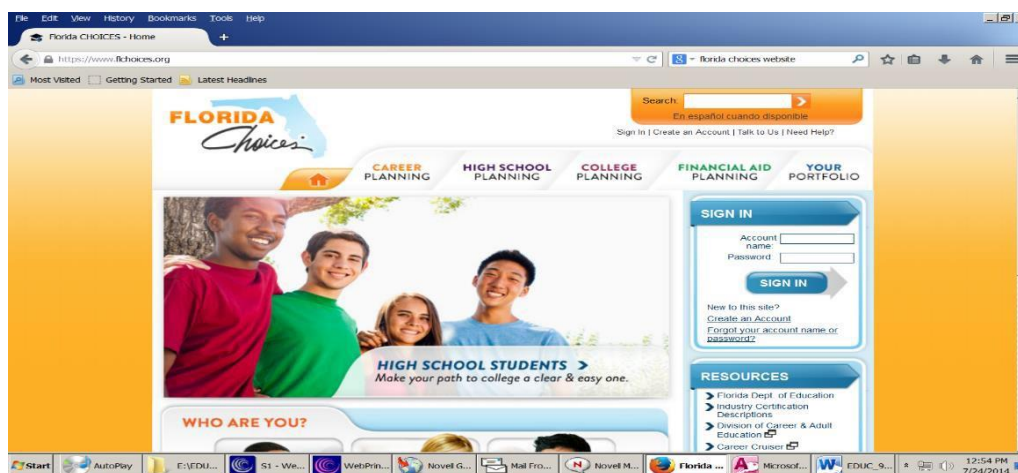 File Edit View History Bookmarks Tools Help
Florida CHOICES - Home +
https://www.flchoices.org florida choices website
Most Visited Getting Started Latest Headlines
Search:
En español cuando disponible
Sign In | Create an Account | Talk to Us | Need Help?
FLORIDA
Choices
CAREER PLANNING
HIGH SCHOOL PLANNING
COLLEGE PLANNING
FINANCIAL AID PLANNING
YOUR PORTFOLIO
HIGH SCHOOL STUDENTS >
Make your path to college a clear & easy one.
WHO ARE YOU?
SIGN IN
Account
name:
Password
SIGN IN
New to this site?
Create an Account
Forgot your account name or
password?
RESOURCES
Florida Dept. of Education
Industry Certification
Descriptions
Division of Career & Adult
Education
Career Cruiser
Start AutoPlay E:\EDU... S1 - We... WebPrin... Novel G... Mail Fro... Novel M... Florida ... Microsof... EDUC_9... 12:54 PM
7/24/2014